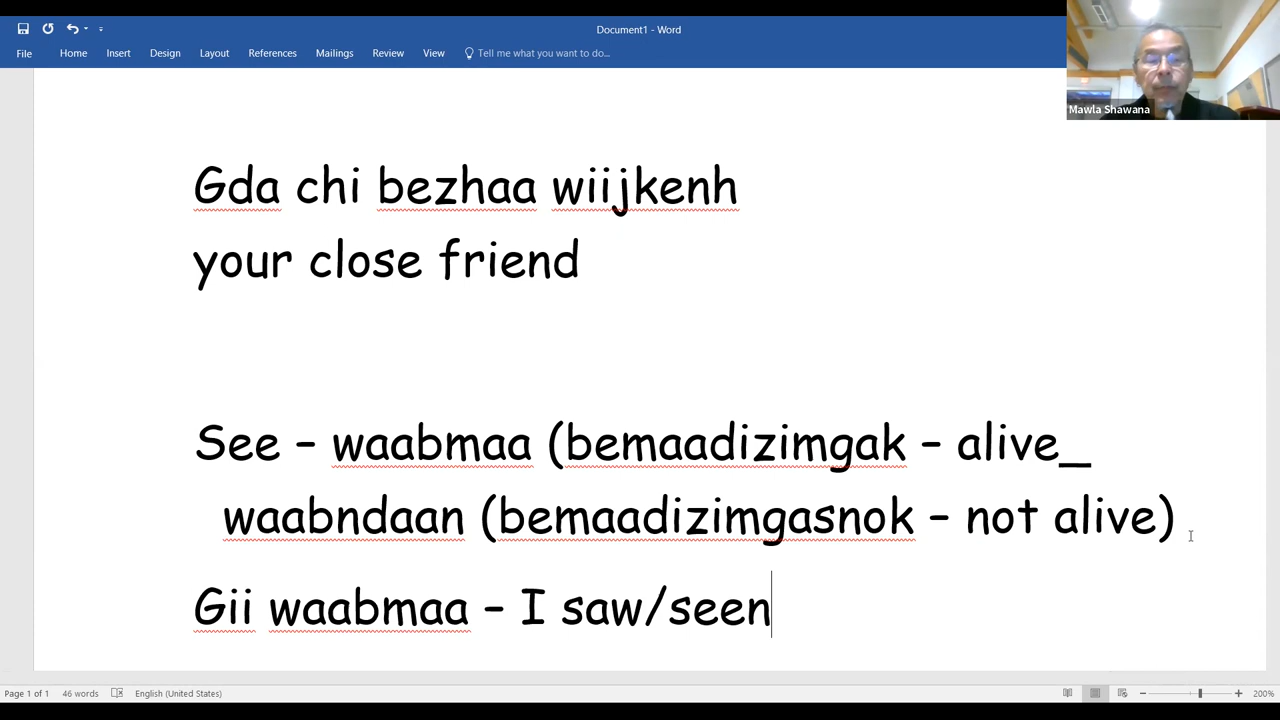 Document1 - Word
File Home Insert Design Layout References Mailings Review View Tell me what you want to do...
Mawla Shawana
Gda chi bezhaa wiijkenh
your close friend
See – waabmaa (bemaadizimgak – alive_
waabndaan (bemaadizimgasnok – not alive)
Gii waabmaa – I saw/seen
Page 1 of 1 46 words English (United States) 200%